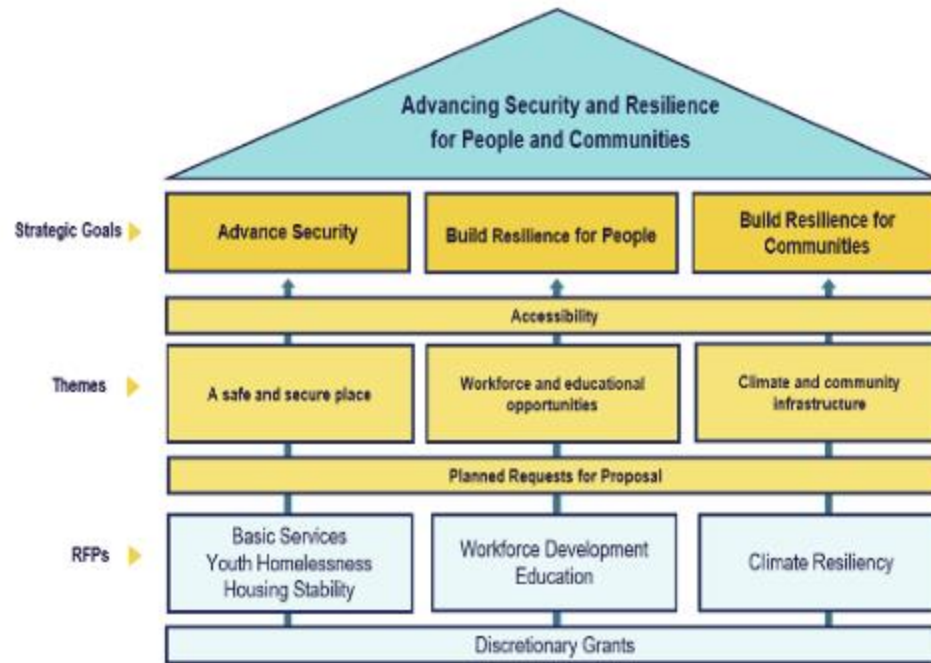 Advancing Security and Resilience
for People and Communities
Strategic Goals
Advance Security
Build Resilience for People
Build Resilience for
Communities
Accessibility
Themes
A safe and secure place
Workforce and educational
opportunities
Climate and community
infrastructure
Planned Requests for Proposal
RFPs
Basic Services
Youth Homelessness
Housing Stability
Workforce Development
Education
Climate Resiliency
Discretionary Grants